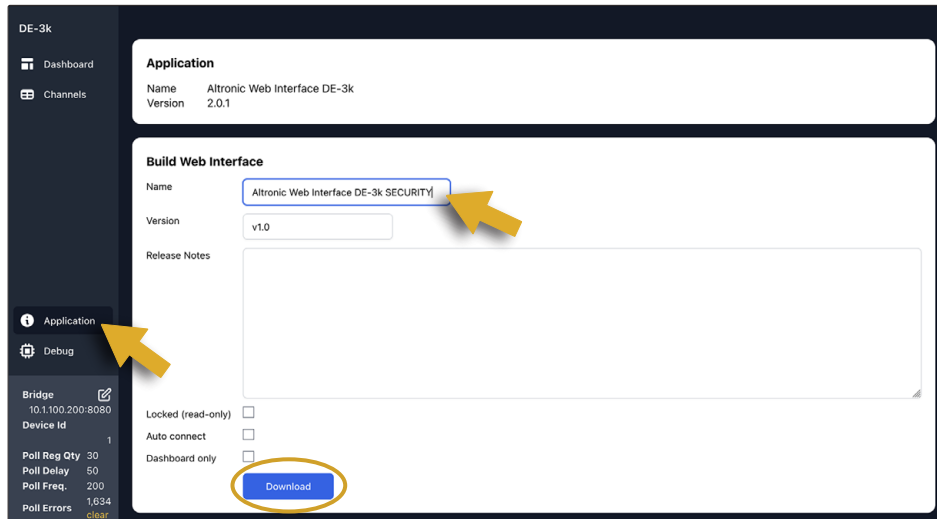 DE-3k
Dashboard
Channels
Application
Debug
Bridge
10.1.100.200:8080
Device Id
1
Poll Reg Qty 30
Poll Delay 50
Poll Freq. 200
Poll Errors 1,634
clear
Application
Name Altronic Web Interface DE-3k
Version 2.0.1
Build Web Interface
Name Altronic Web Interface DE-3k SECURITY
Version v1.0
Release Notes
Locked (read-only)
Auto connect
Dashboard only
Download